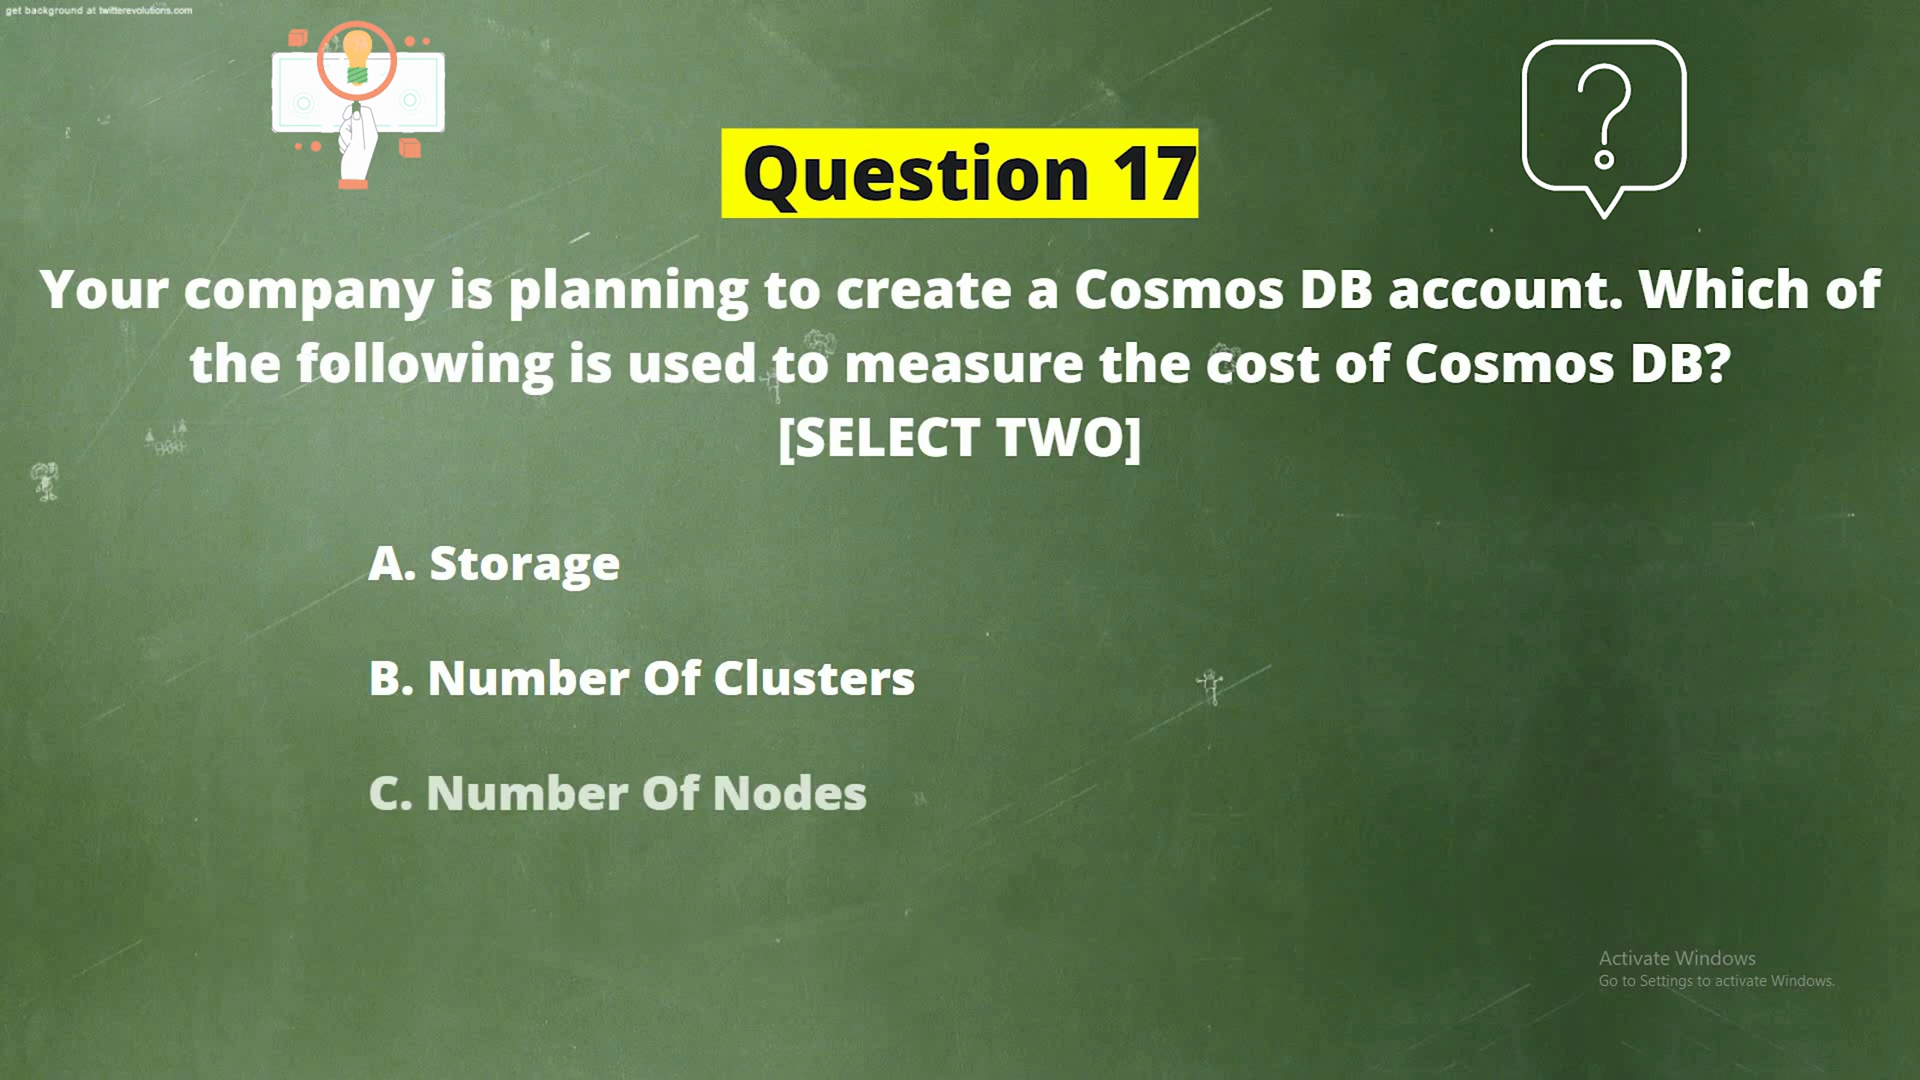 get background at twitterevolutions.com
Question 17
Your company is planning to create a Cosmos DB account. Which of
the following is used to measure the cost of Cosmos DB?
[SELECT TWO]
A. Storage
B. Number Of Clusters
C. Number Of Nodes
Activate Windows
Go to Settings to activate Windows.